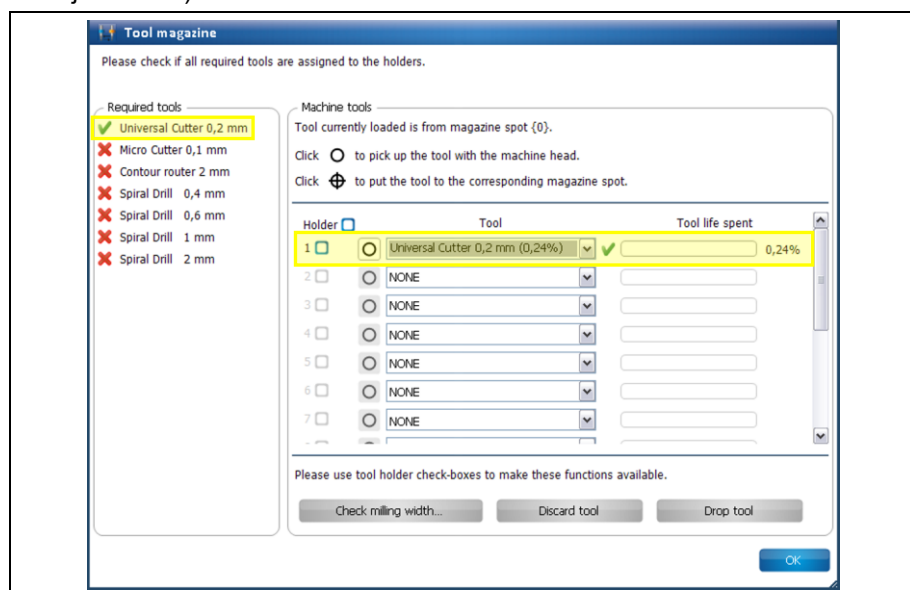 Tool magazine
Please check if all required tools are assigned to the holders.
Required tools
Universal Cutter 0,2 mm
Micro Cutter 0,1 mm
Contour router 2 mm
Spiral Drill 0,4 mm
Spiral Drill 0,6 mm
Spiral Drill 1 mm
Spiral Drill 2 mm
Machine tools
Tool currently loaded is from magazine spot {0}.
Click to pick up the tool with the machine head.
Click to put the tool to the corresponding magazine spot.
Holder Tool Tool life spent
1 Universal Cutter 0,2 mm (0,24%) 0,24%
2 NONE
3 NONE
4 NONE
5 NONE
6 NONE
7 NONE
Please use tool holder check-boxes to make these functions available.
Check milling width... Discard tool Drop tool
OK